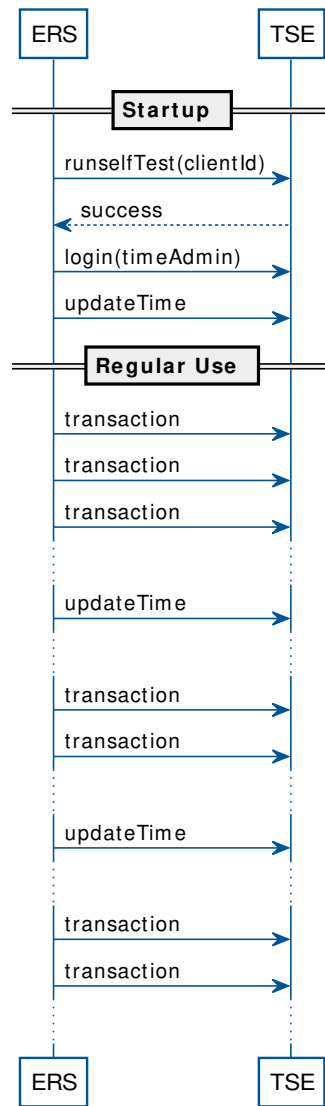 ERS TSE
Startup
runselfTest(clientId)
success
login(timeAdmin)
updateTime
Regular Use
transaction
transaction
transaction
updateTime
transaction
transaction
updateTime
transaction
transaction
ERS TSE